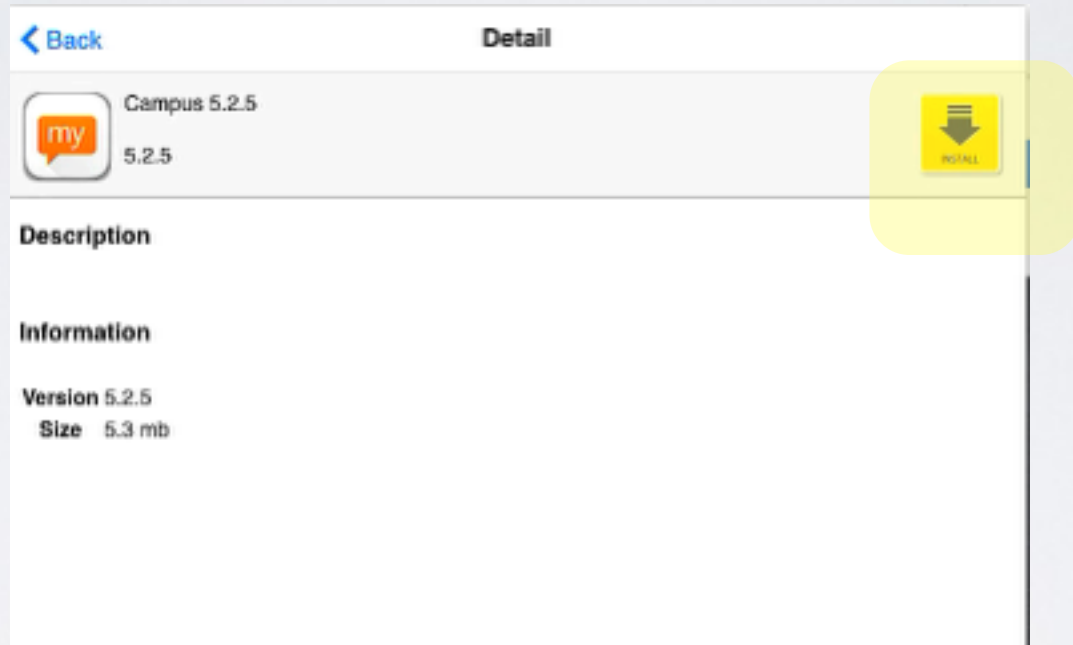 Back
Detail
my
Campus 5.2.5
5.2.5
INSTALL
Description
Information
Version 5.2.5
Size 5.3 mb